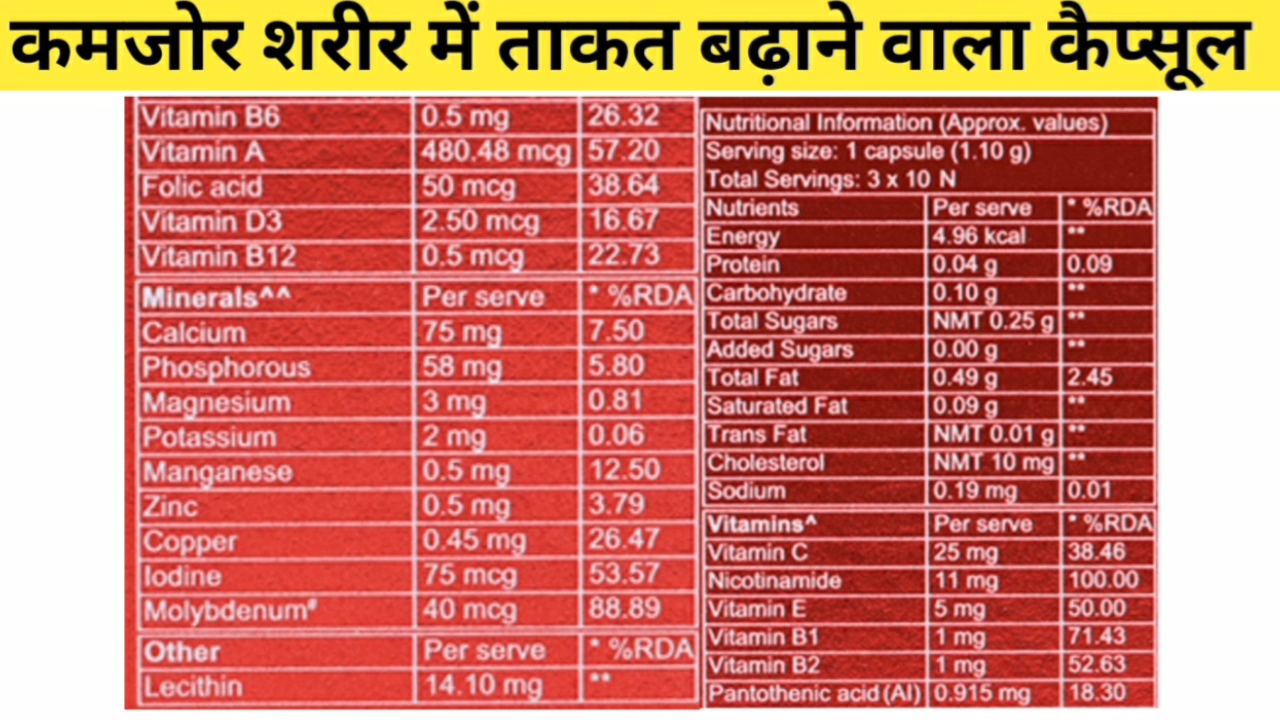 कमजोर शरीर में ताकत बढ़ाने वाला कैप्सूल
Vitamin B6 0.5 mg 26.32
Vitamin A 480.48 mcg 57.20
Folic acid 50 mcg 38.64
Vitamin D3 2.50 mcg 16.67
Vitamin B12 0.5 mcg 22.73
Minerals^^ Per serve * %RDA
Calcium 75 mg 7.50
Phosphorous 58 mg 5.80
Magnesium 3 mg 0.81
Potassium 2 mg 0.06
Manganese 0.5 mg 12.50
Zinc 0.5 mg 3.79
Copper 0.45 mg 26.47
Iodine 75 mcg 53.57
Molybdenum# 40 mcg 88.89
Other Per serve * %RDA
Lecithin 14.10 mg **
Nutritional Information (Approx. values)
Serving size: 1 capsule (1.10 g)
Total Servings: 3 x 10 N
Nutrients Per serve * %RDA
Energy 4.96 kcal **
Protein 0.04 g 0.09
Carbohydrate 0.10 g **
Total Sugars NMT 0.25 g **
Added Sugars 0.00 g **
Total Fat 0.49 g 2.45
Saturated Fat 0.09 g **
Trans Fat NMT 0.01 g **
Cholesterol NMT 10 mg **
Sodium 0.19 mg 0.01
Vitamins^ Per serve * %RDA
Vitamin C 25 mg 38.46
Nicotinamide 11 mg 100.00
Vitamin E 5 mg 50.00
Vitamin B1 1 mg 71.43
Vitamin B2 1 mg 52.63
Pantothenic acid (AI) 0.915 mg 18.30